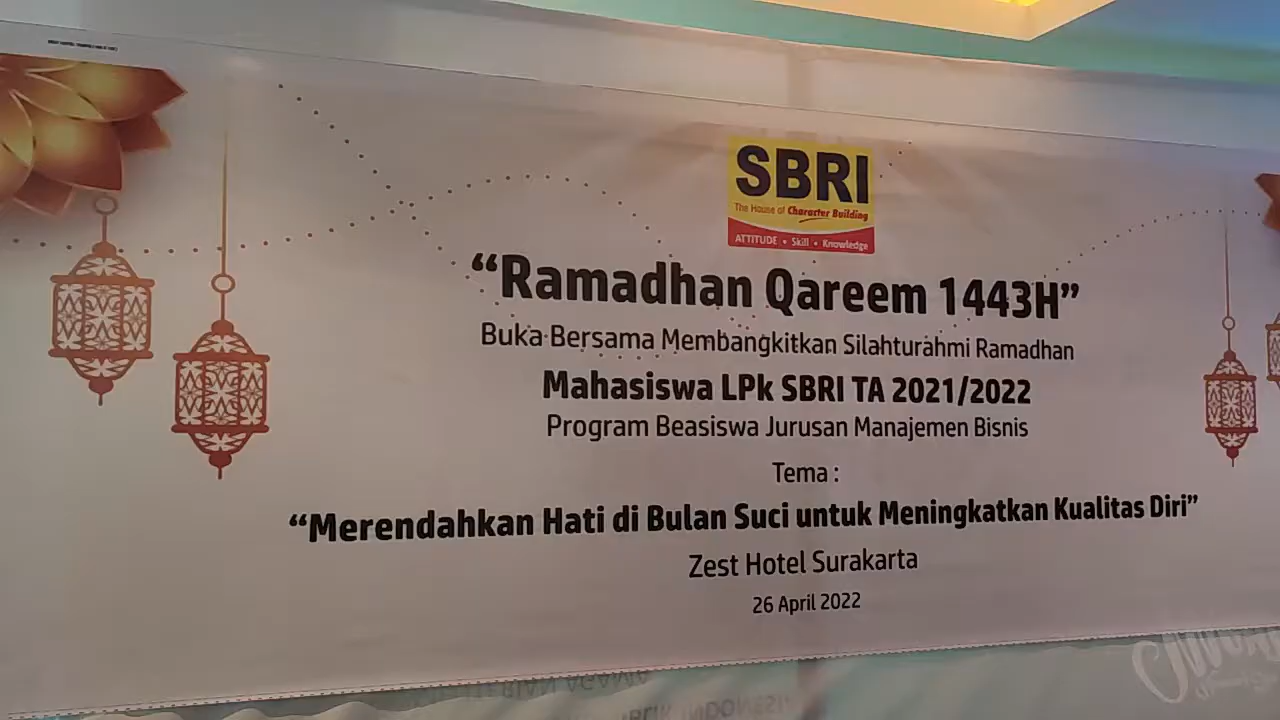 SBRI
The House of Character Building
ATTITUDE • Skill • Knowledge
“Ramadhan Qareem 1443H”
Buka Bersama Membangkitkan Silahturahmi Ramadhan
Mahasiswa LPk SBRI TA 2021/2022
Program Beasiswa Jurusan Manajemen Bisnis
Tema :
“Merendahkan Hati di Bulan Suci untuk Meningkatkan Kualitas Diri”
Zest Hotel Surakarta
26 April 2022
AGAMA
INDONESI